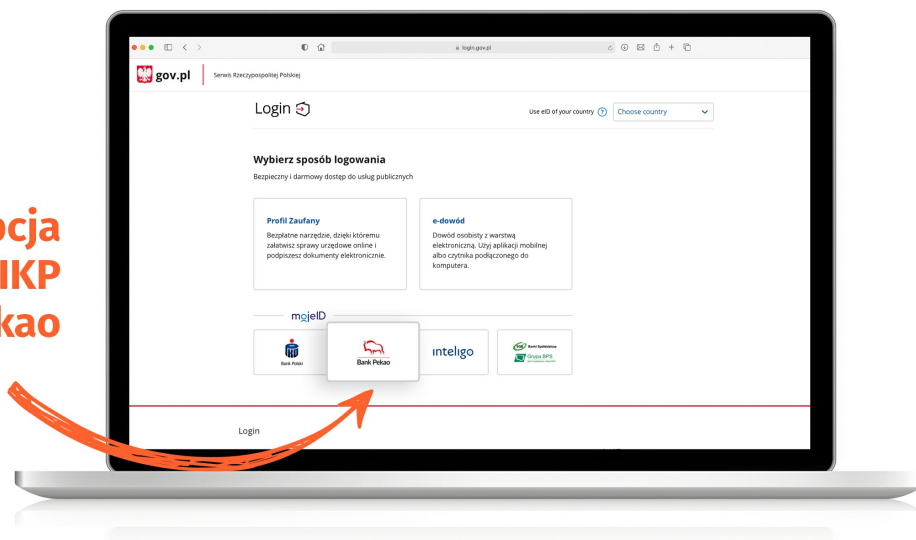 login.gov.pl
gov.pl
Serwis Rzeczypospolitej Polskiej
Login
Use eID of your country
?
Choose country
Wybierz sposób logowania
Bezpieczny i darmowy dostęp do usług publicznych
Profil Zaufany
Bezpłatne narzędzie, dzięki któremu
załatwisz sprawy urzędowe online i
podpiszesz dokumenty elektronicznie.
e-dowód
Dowód osobisty z warstwą
elektroniczną. Użyj aplikacji mobilnej
albo czytnika podłączonego do
komputera.
IKP
mojeID
Bank Polski
Bank Pekao
inteligo
SGB
Banki Spółdzielcze
Grupa BPS
Login